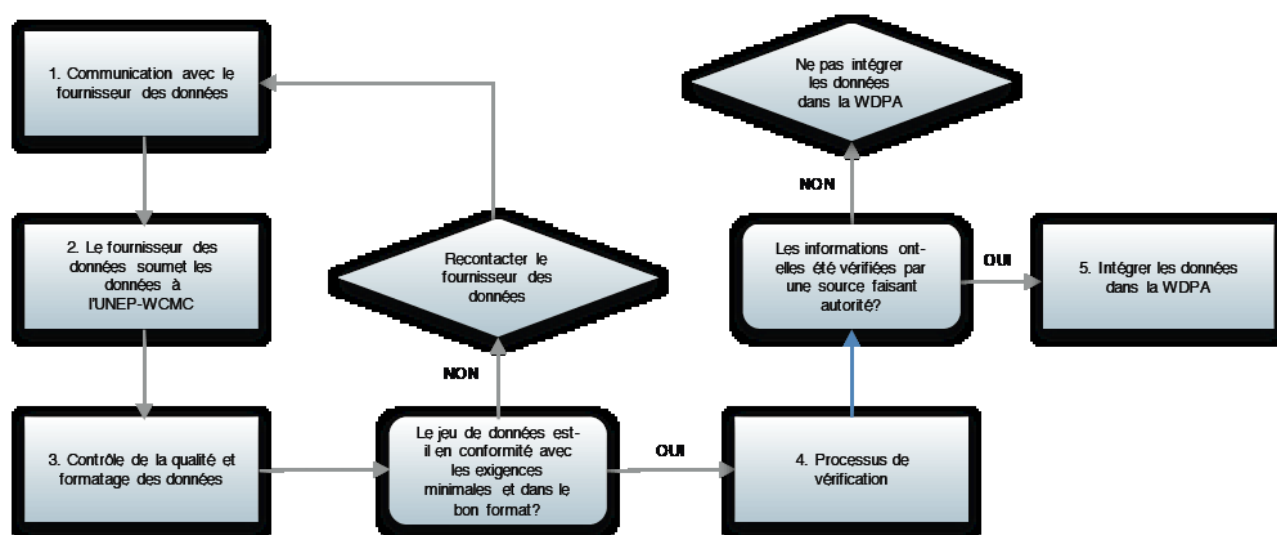 1. Communication avec le
fournisseur des données
2. Le fournisseur des
données soumet les
données à
l'UNEP-WCMC
3. Contrôle de la qualité et
formatage des données
Le jeu de données est-
il en conformité avec
les exigences
minimales et dans le
bon format?
NON
Recontacter le
fournisseur des
données
OUI
4. Processus de
vérification
Les informations ont-
elles été vérifiées par
une source faisant
autorité?
NON
Ne pas intégrer
les données
dans la WDPA
OUI
5. Intégrer les données
dans la WDPA